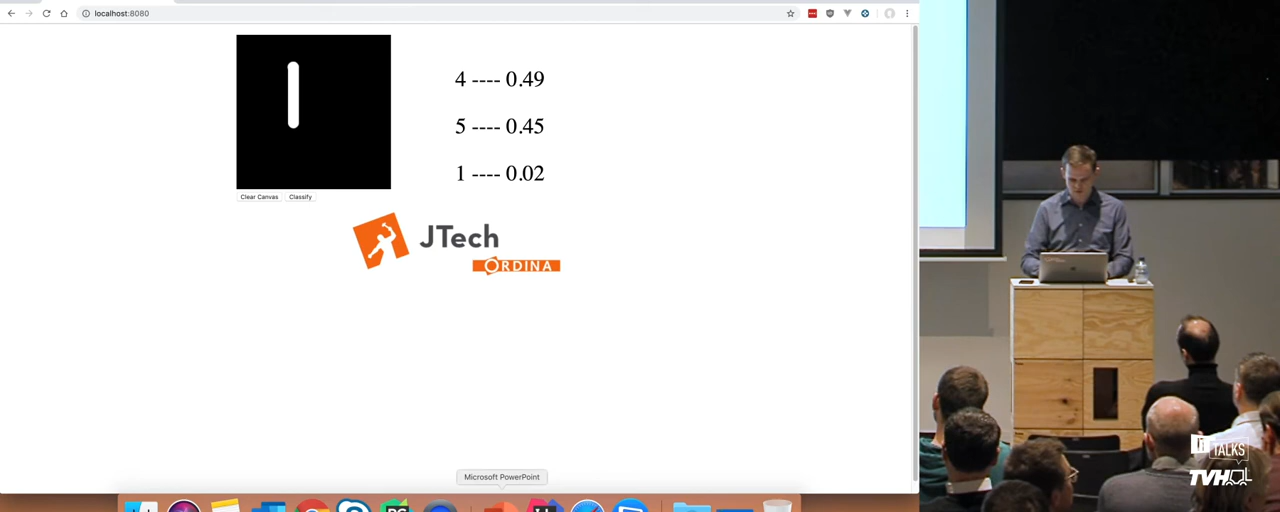 localhost:8080
4 ---- 0.49
5 ---- 0.45
1 ---- 0.02
Clear Canvas
Classify
JTech
ORDINA
Microsoft PowerPoint
IT TALKS
TVH